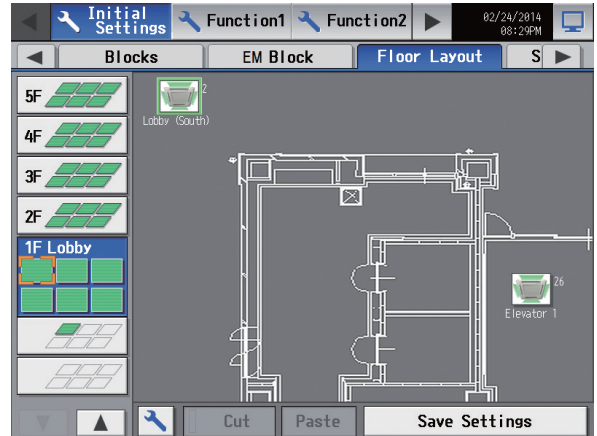 Initial
Settings
Function1
Function2
02/24/2014
08:29PM
Blocks
EM Block
Floor Layout
S
5F
4F
3F
2F
1F Lobby
2
Lobby (South)
26
Elevator 1
Cut
Paste
Save Settings